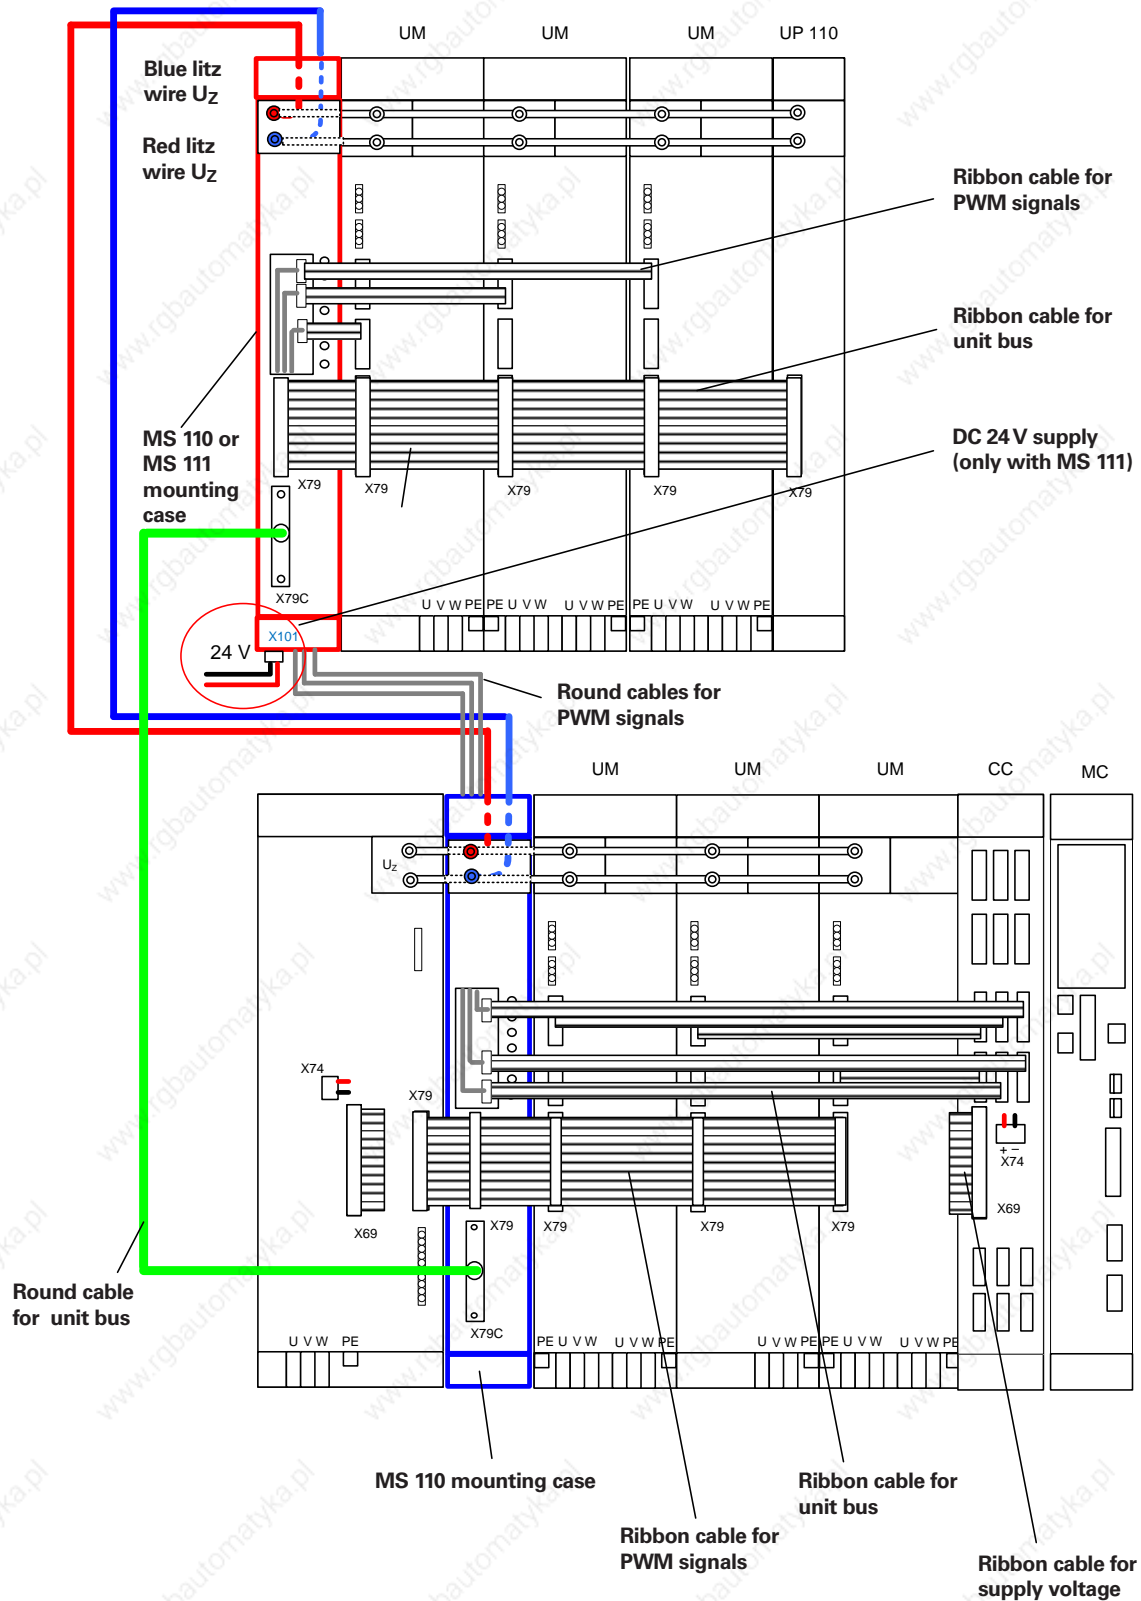 UM UM UM UP 110
Blue litz
wire UZ
Red litz
wire UZ
Ribbon cable for
PWM signals
Ribbon cable for
unit bus
MS 110 or
MS 111
mounting
case
DC 24 V supply
(only with MS 111)
X79 X79 X79 X79 X79
X79C
U V W PE PE U V W U V W PE PE U V W U V W PE
X101
24 V
Round cables for
PWM signals
UM UM UM CC MC
UZ
X74
X79
+ −
X74
X69
X79 X79 X79 X79
X69
Round cable
for unit bus
X79C
U V W PE PE U V W U V W PE U V W PE PE U V W U V W PE
MS 110 mounting case
Ribbon cable for
unit bus
Ribbon cable for
PWM signals
Ribbon cable for
supply voltage
www.rgbautomatyka.pl